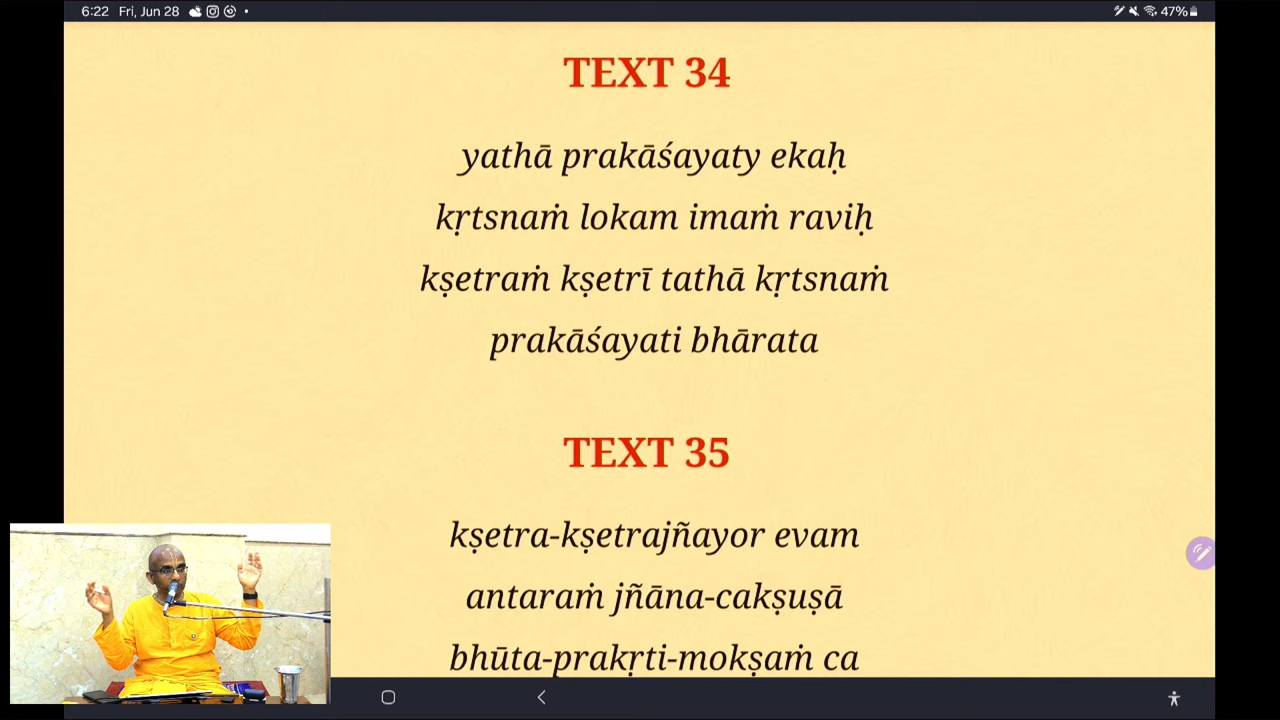 6:22 Fri, Jun 28
47%
TEXT 34
yathā prakāśayaty ekaḥ
kṛtsnaṁ lokam imaṁ raviḥ
kṣetraṁ kṣetrī tathā kṛtsnaṁ
prakāśayati bhārata
TEXT 35
kṣetra-kṣetrajñayor evam
antaraṁ jñāna-cakṣuṣā
bhūta-prakṛti-mokṣaṁ ca